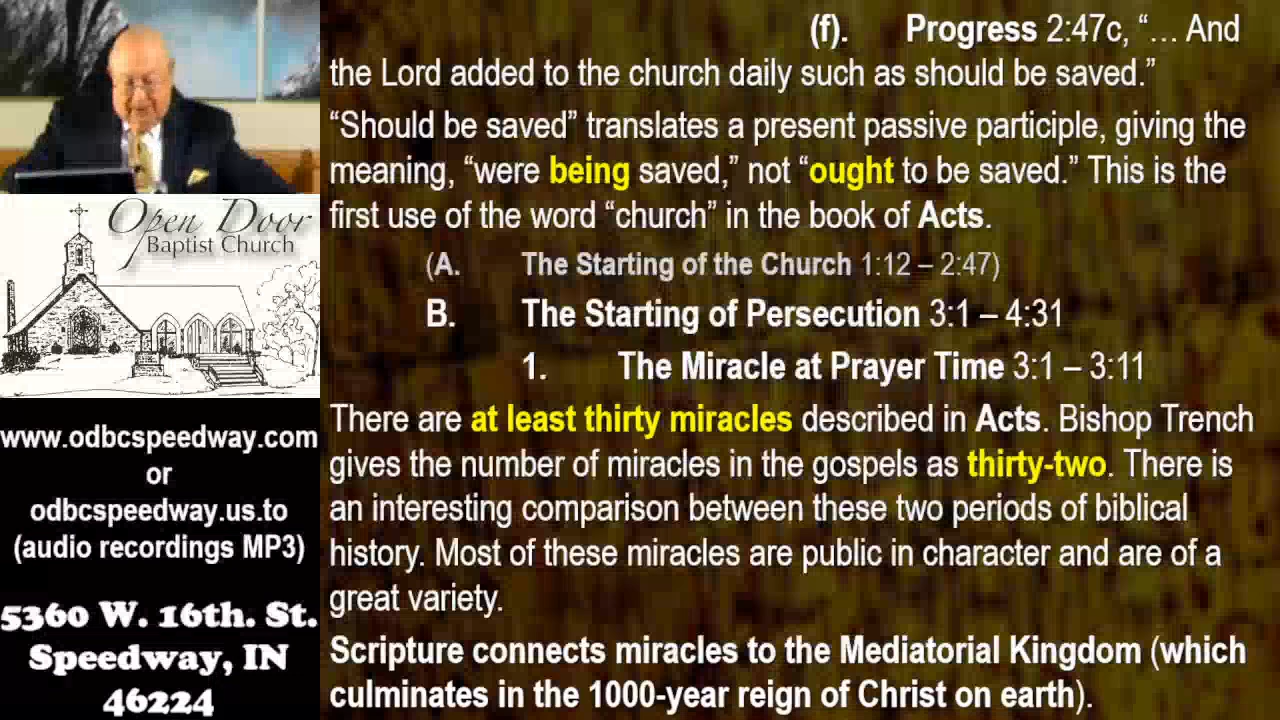 (f). Progress 2:47c, “… And
the Lord added to the church daily such as should be saved.”
“Should be saved” translates a present passive participle, giving the
meaning, “were being saved,” not “ought to be saved.” This is the
first use of the word “church” in the book of Acts.
(A. The Starting of the Church 1:12 – 2:47)
B. The Starting of Persecution 3:1 – 4:31
1. The Miracle at Prayer Time 3:1 – 3:11
There are at least thirty miracles described in Acts. Bishop Trench
gives the number of miracles in the gospels as thirty-two. There is
an interesting comparison between these two periods of biblical
history. Most of these miracles are public in character and are of a
great variety.
Scripture connects miracles to the Mediatorial Kingdom (which
culminates in the 1000-year reign of Christ on earth).
Open Door
Baptist Church
www.odbcspeedway.com
or
odbcspeedway.us.to
(audio recordings MP3)
5360 W. 16th. St.
Speedway, IN
46224